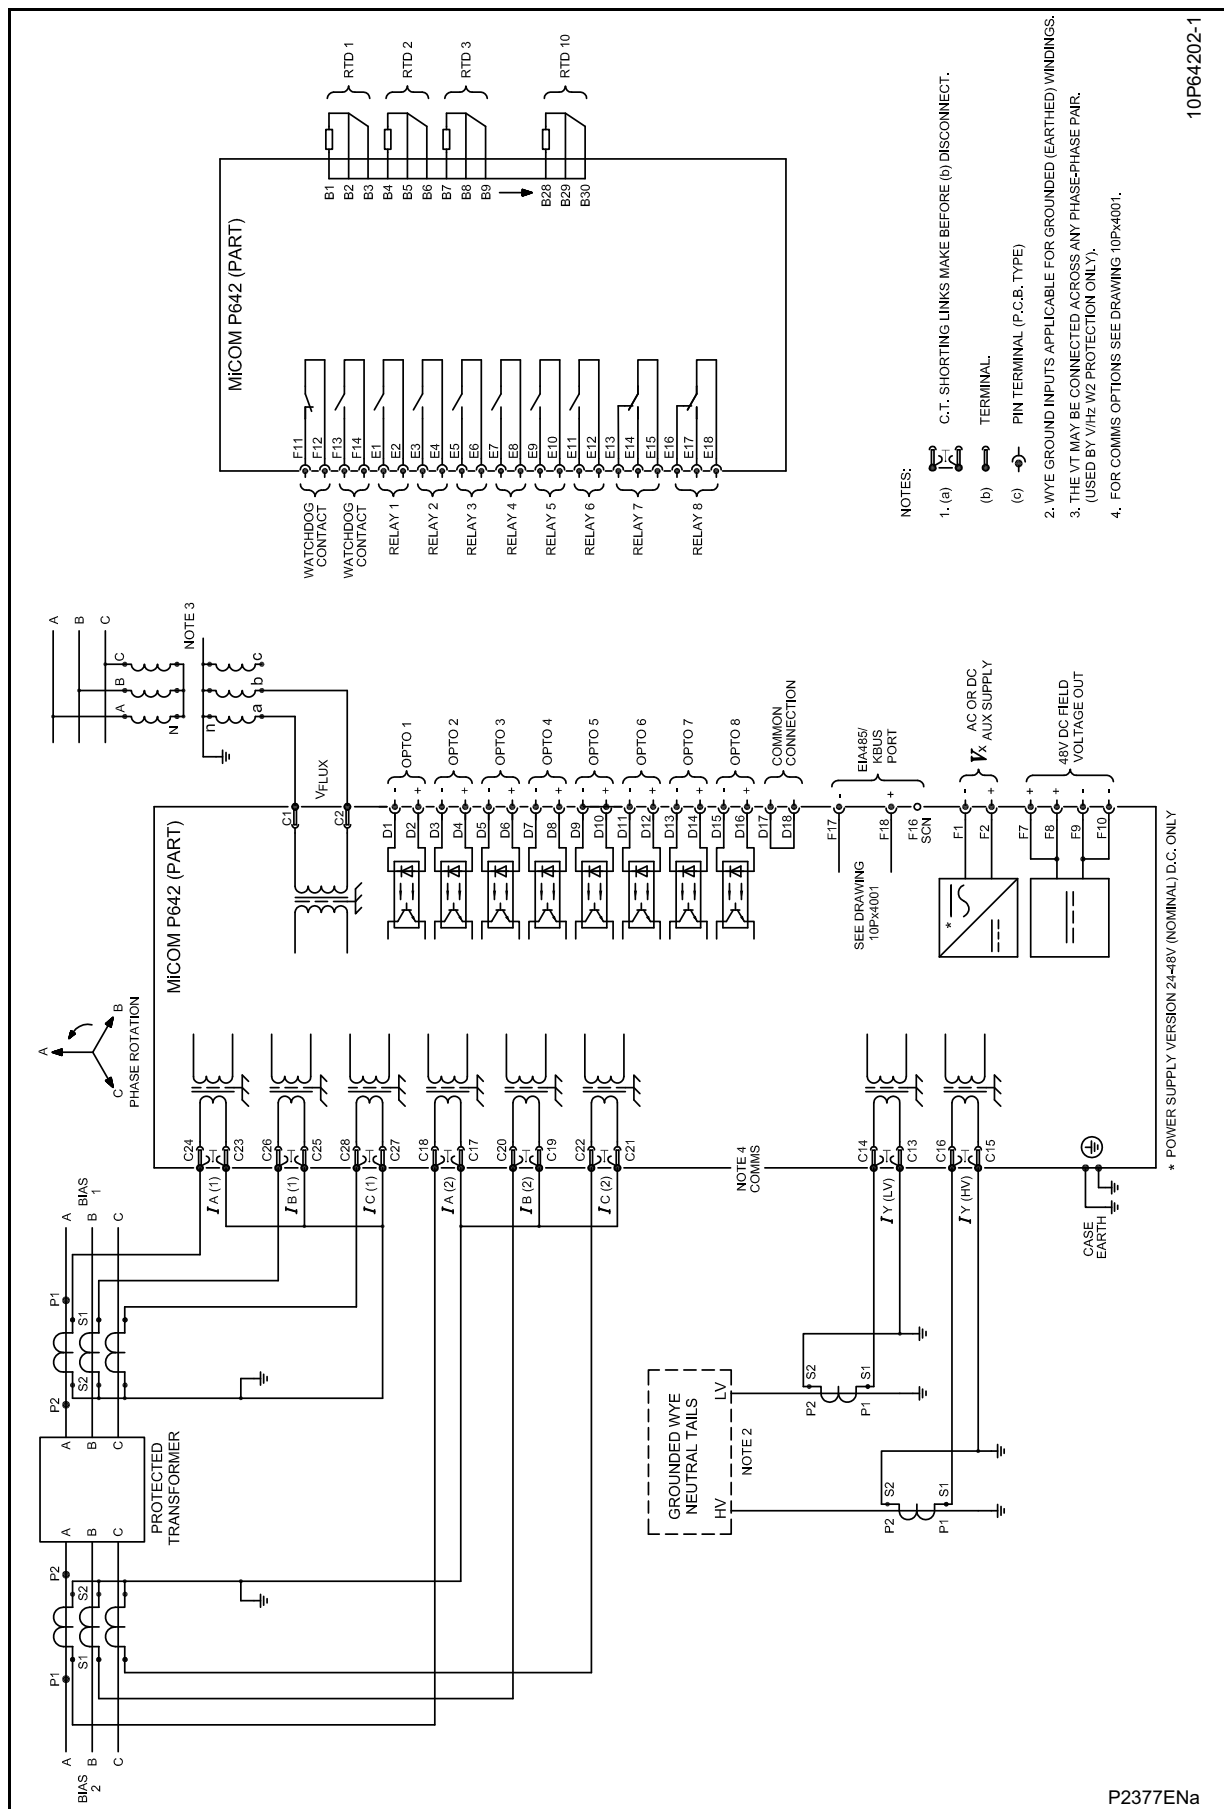 10P64202-1
MiCOM P642 (PART)
RTD 1
RTD 2
RTD 3
RTD 10
B1
B2
B3
B4
B5
B6
B7
B8
B9
B28
B29
B30
F11
F12
F13
F14
E1
E2
E3
E4
E5
E6
E7
E8
E9
E10
E11
E12
E13
E14
E15
E16
E17
E18
WATCHDOG
CONTACT
WATCHDOG
CONTACT
RELAY 1
RELAY 2
RELAY 3
RELAY 4
RELAY 5
RELAY 6
RELAY 7
RELAY 8
NOTES:
1. (a) C.T. SHORTING LINKS MAKE BEFORE (b) DISCONNECT.
(b) TERMINAL.
(c) PIN TERMINAL (P.C.B. TYPE)
2. WYE GROUND INPUTS APPLICABLE FOR GROUNDED (EARTHED) WINDINGS.
3. THE VT MAY BE CONNECTED ACROSS ANY PHASE-PHASE PAIR.
(USED BY V/Hz W2 PROTECTION ONLY).
4. FOR COMMS OPTIONS SEE DRAWING 10Px4001.
A
B
C
A
B
C
N
NOTE 3
n
a
b
c
VFLUX
C1
C2
MiCOM P642 (PART)
D1
-
D2
+
OPTO 1
D3
-
D4
+
OPTO 2
D5
-
D6
+
OPTO 3
D7
-
D8
+
OPTO 4
D9
-
D10
+
OPTO 5
D11
-
D12
+
OPTO 6
D13
-
D14
+
OPTO 7
D15
-
D16
+
OPTO 8
D17
D18
COMMON
CONNECTION
SEE DRAWING
10Px4001
F17
-
F18
+
F16
SCN
EIA485/
KBUS
PORT
*
F1
-
F2
+
Vx AC OR DC
AUX SUPPLY
F7
+
F8
+
F9
-
F10
-
48V DC FIELD
VOLTAGE OUT
* POWER SUPPLY VERSION 24-48V (NOMINAL) D.C. ONLY
A
B
C
PHASE ROTATION
C24
C23
I A (1)
C26
C25
I B (1)
C28
C27
I C (1)
C18
C17
I A (2)
C20
C19
I B (2)
C22
C21
I C (2)
NOTE 4
COMMS
C14
C13
I Y (LV)
C16
C15
I Y (HV)
CASE
EARTH
A
B
C
BIAS
1
P1
S1
P2
S2
A
B
C
PROTECTED
TRANSFORMER
A
B
C
P2
S2
P1
S1
A
B
C
BIAS
2
GROUNDED WYE
NEUTRAL TAILS
HV
LV
NOTE 2
P2
S2
P1
S1
P2
S2
P1
S1
P2377ENa